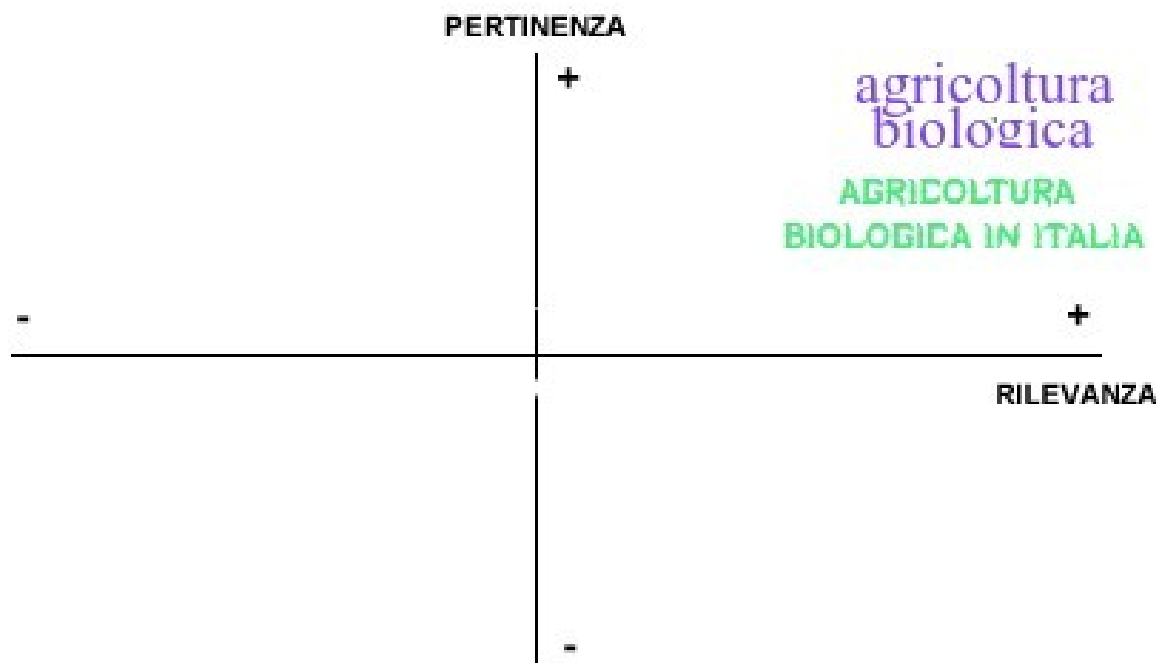 PERTINENZA
+
agricoltura
biologica
AGRICOLTURA
BIOLOGICA IN ITALIA
- +
RILEVANZA
-